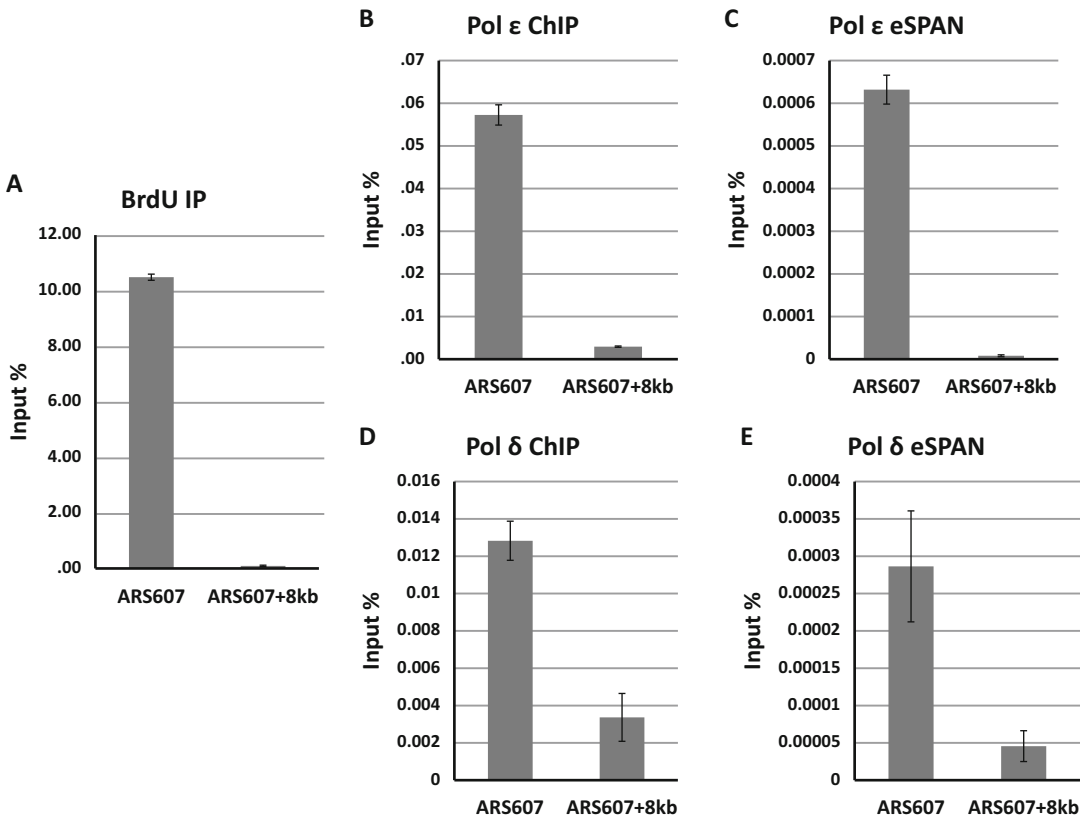 A
BrdU IP
Input %
12.00
10.00
8.00
6.00
4.00
2.00
.00
ARS607 ARS607+8kb
B
Pol ε ChIP
Input %
.07
.06
.05
.04
.03
.02
.01
.00
ARS607 ARS607+8kb
C
Pol ε eSPAN
Input %
0.0007
0.0006
0.0005
0.0004
0.0003
0.0002
0.0001
0
ARS607 ARS607+8kb
D
Pol δ ChIP
Input %
0.016
0.014
0.012
0.01
0.008
0.006
0.004
0.002
0
ARS607 ARS607+8kb
E
Pol δ eSPAN
Input %
0.0004
0.00035
0.0003
0.00025
0.0002
0.00015
0.0001
0.00005
0
ARS607 ARS607+8kb